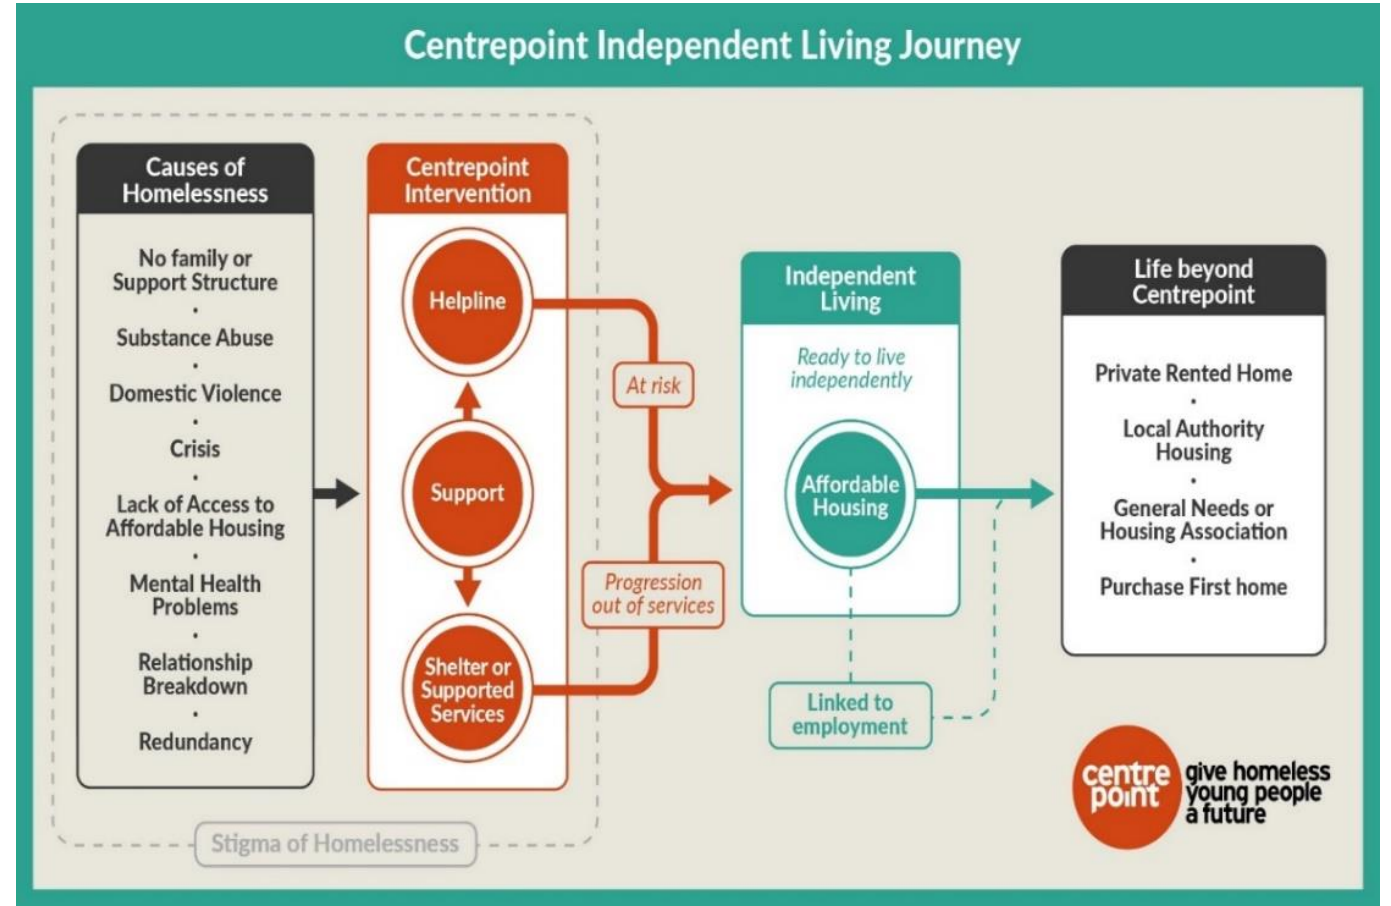 Centrepoint Independent Living Journey
Causes of
Homelessness
No family or
Support Structure
Substance Abuse
Domestic Violence
Crisis
Lack of Access to
Affordable Housing
Mental Health
Problems
Relationship
Breakdown
Redundancy
Centrepoint
Intervention
Helpline
Support
Shelter or
Supported
Services
At risk
Progression
out of services
Stigma of Homelessness
Independent
Living
Ready to live
independently
Affordable
Housing
Linked to
employment
Life beyond
Centrepoint
Private Rented Home
Local Authority
Housing
General Needs or
Housing Association
Purchase First home
centre
point
give homeless
young people
a future